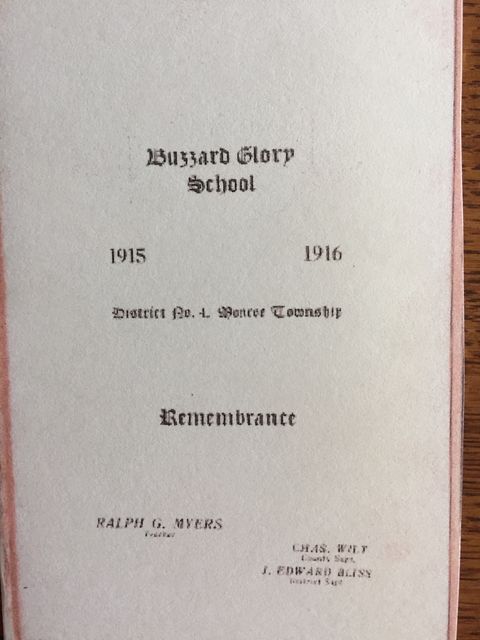 Buzzard Glory
School
1915 1916
District No. 4. Monroe Township
Remembrance
RALPH G. MYERS
Teacher
CHAS. WILT
County Supt.
J. EDWARD BLISS
District Supt